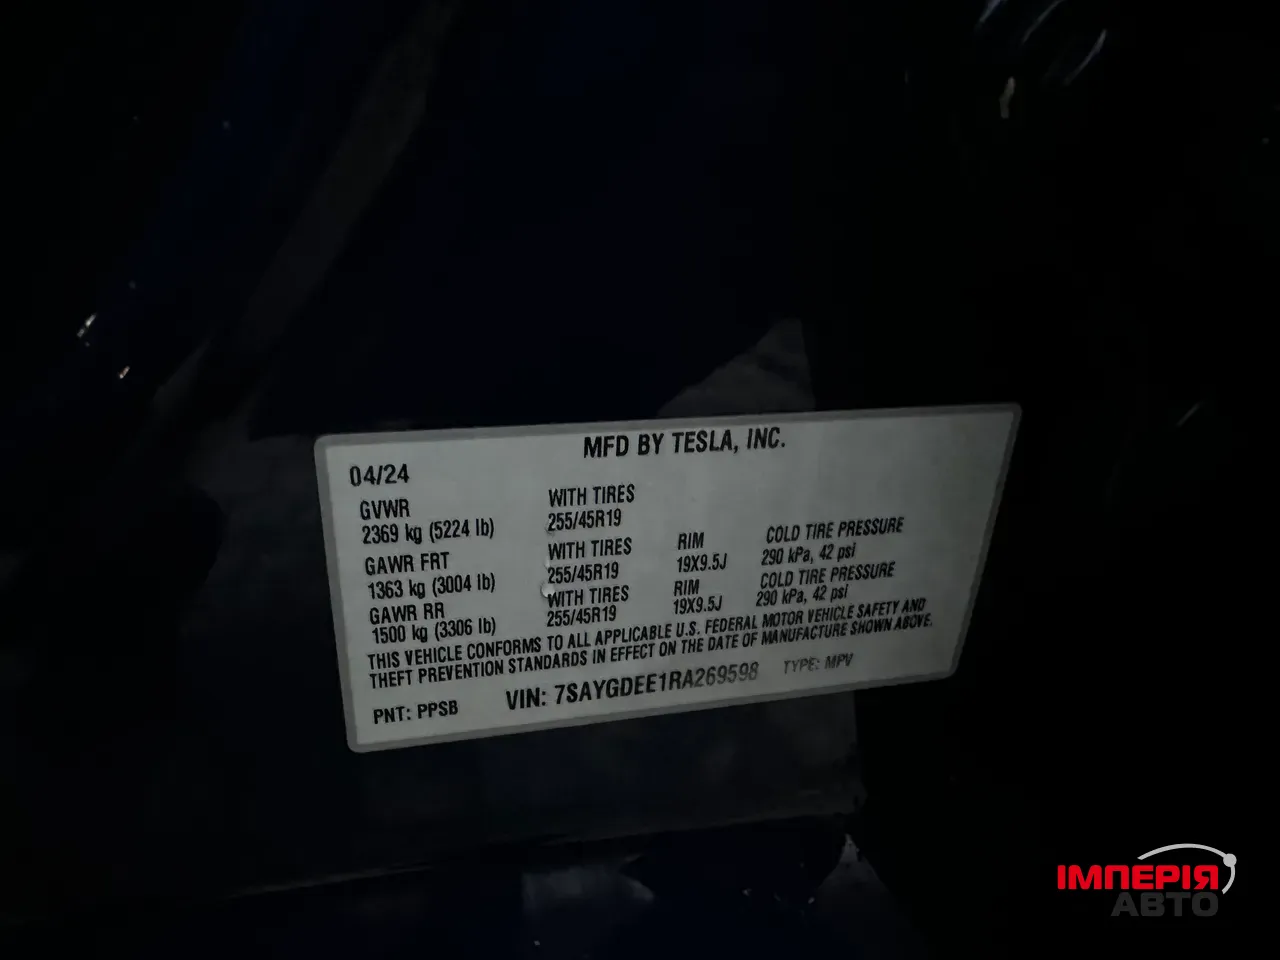 MFD BY TESLA, INC.
04/24
GVWR WITH TIRES
2369 kg (5224 lb) 255/45R19
GAWR FRT WITH TIRES RIM COLD TIRE PRESSURE
1363 kg (3004 lb) 255/45R19 19X9.5J 290 kPa, 42 psi
GAWR RR WITH TIRES RIM COLD TIRE PRESSURE
1500 kg (3306 lb) 255/45R19 19X9.5J 290 kPa, 42 psi
THIS VEHICLE CONFORMS TO ALL APPLICABLE U.S. FEDERAL MOTOR VEHICLE SAFETY AND
THEFT PREVENTION STANDARDS IN EFFECT ON THE DATE OF MANUFACTURE SHOWN ABOVE.
PNT: PPSB VIN: 7SAYGDEE1RA269598 TYPE: MPV
ІМПЕРІЯ
АВТО